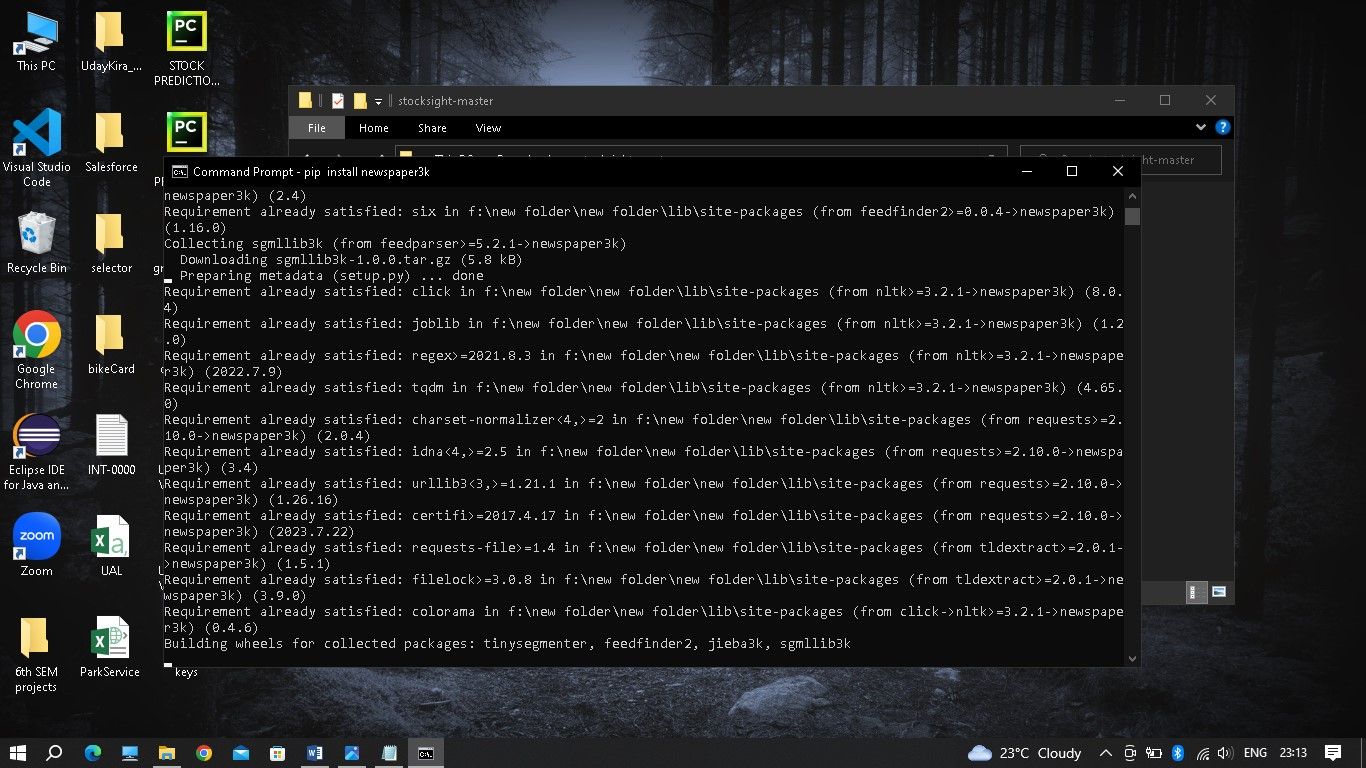 This PC
UdayKira_...
STOCK
PREDICTIO...
Visual Studio
Code
Salesforce
Recycle Bin
selector
Google
Chrome
bikeCard
Eclipse IDE
for Java an...
INT-0000
Zoom
zoom
UAL
6th SEM
projects
ParkService
keys
PC
PC
stocksight-master
File
Home
Share
View
Command Prompt - pip  install newspaper3k
newspaper3k) (2.4)
Requirement already satisfied: six in f:\new folder\new folder\lib\site-packages (from feedfinder2>=0.0.4->newspaper3k)
(1.16.0)
Collecting sgmllib3k (from feedparser>=5.2.1->newspaper3k)
  Downloading sgmllib3k-1.0.0.tar.gz (5.8 kB)
  Preparing metadata (setup.py) ... done
Requirement already satisfied: click in f:\new folder\new folder\lib\site-packages (from nltk>=3.2.1->newspaper3k) (8.0.
4)
Requirement already satisfied: joblib in f:\new folder\new folder\lib\site-packages (from nltk>=3.2.1->newspaper3k) (1.2
.0)
Requirement already satisfied: regex>=2021.8.3 in f:\new folder\new folder\lib\site-packages (from nltk>=3.2.1->newspape
r3k) (2022.7.9)
Requirement already satisfied: tqdm in f:\new folder\new folder\lib\site-packages (from nltk>=3.2.1->newspaper3k) (4.65.
0)
Requirement already satisfied: charset-normalizer<4,>=2 in f:\new folder\new folder\lib\site-packages (from requests>=2.
10.0->newspaper3k) (2.0.4)
Requirement already satisfied: idna<4,>=2.5 in f:\new folder\new folder\lib\site-packages (from requests>=2.10.0->newspa
per3k) (3.4)
Requirement already satisfied: urllib3<3,>=1.21.1 in f:\new folder\new folder\lib\site-packages (from requests>=2.10.0->
newspaper3k) (1.26.16)
Requirement already satisfied: certifi>=2017.4.17 in f:\new folder\new folder\lib\site-packages (from requests>=2.10.0->
newspaper3k) (2023.7.22)
Requirement already satisfied: requests-file>=1.4 in f:\new folder\new folder\lib\site-packages (from tldextract>=2.0.1-
>newspaper3k) (1.5.1)
Requirement already satisfied: filelock>=3.0.8 in f:\new folder\new folder\lib\site-packages (from tldextract>=2.0.1->ne
wspaper3k) (3.9.0)
Requirement already satisfied: colorama in f:\new folder\new folder\lib\site-packages (from click->nltk>=3.2.1->newspape
r3k) (0.4.6)
Building wheels for collected packages: tinysegmenter, feedfinder2, jieba3k, sgmllib3k
23°C Cloudy
ENG
23:13